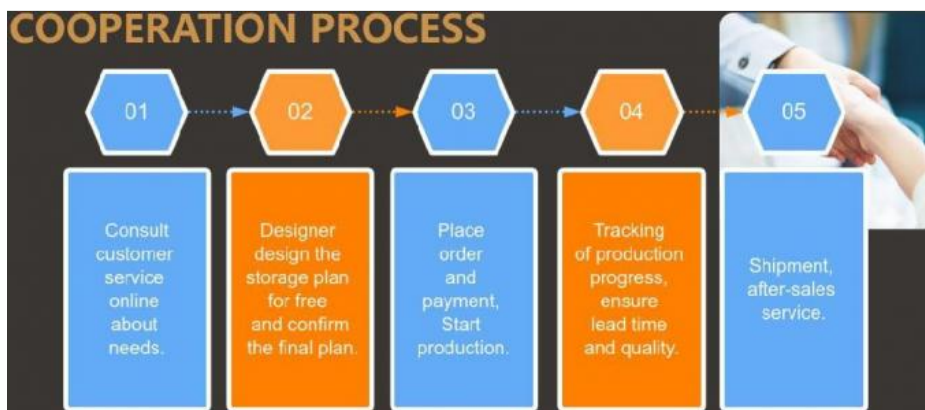 COOPERATION PROCESS
01
02
03
04
05
Consult
customer
service
online
about
needs.
Designer
design the
storage plan
for free
and confirm
the final plan.
Place
order
and
payment,
Start
production.
Tracking
of production
progress,
ensure
lead time
and quality.
Shipment,
after-sales
service.